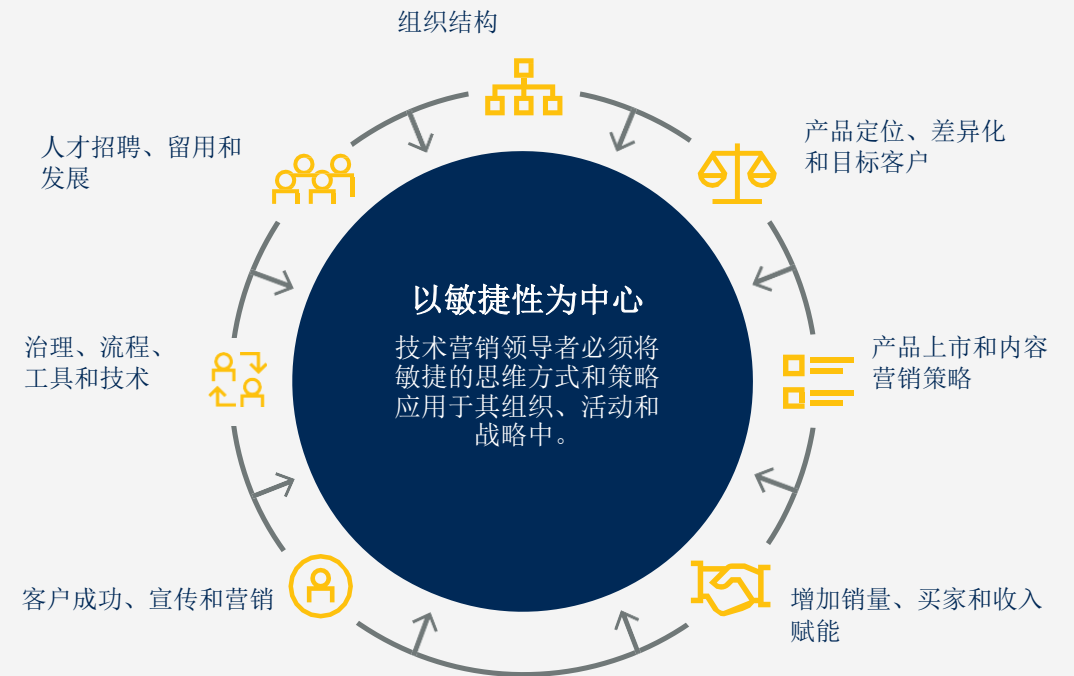 组织结构
产品定位、差异化
和目标客户
人才招聘、留用和
发展
以敏捷性为中心
技术营销领导者必须将
敏捷的思维方式和策略
应用于其组织、活动和
战略中。
产品上市和内容
营销策略
治理、流程、
工具和技术
客户成功、宣传和营销
增加销量、买家和收入
赋能